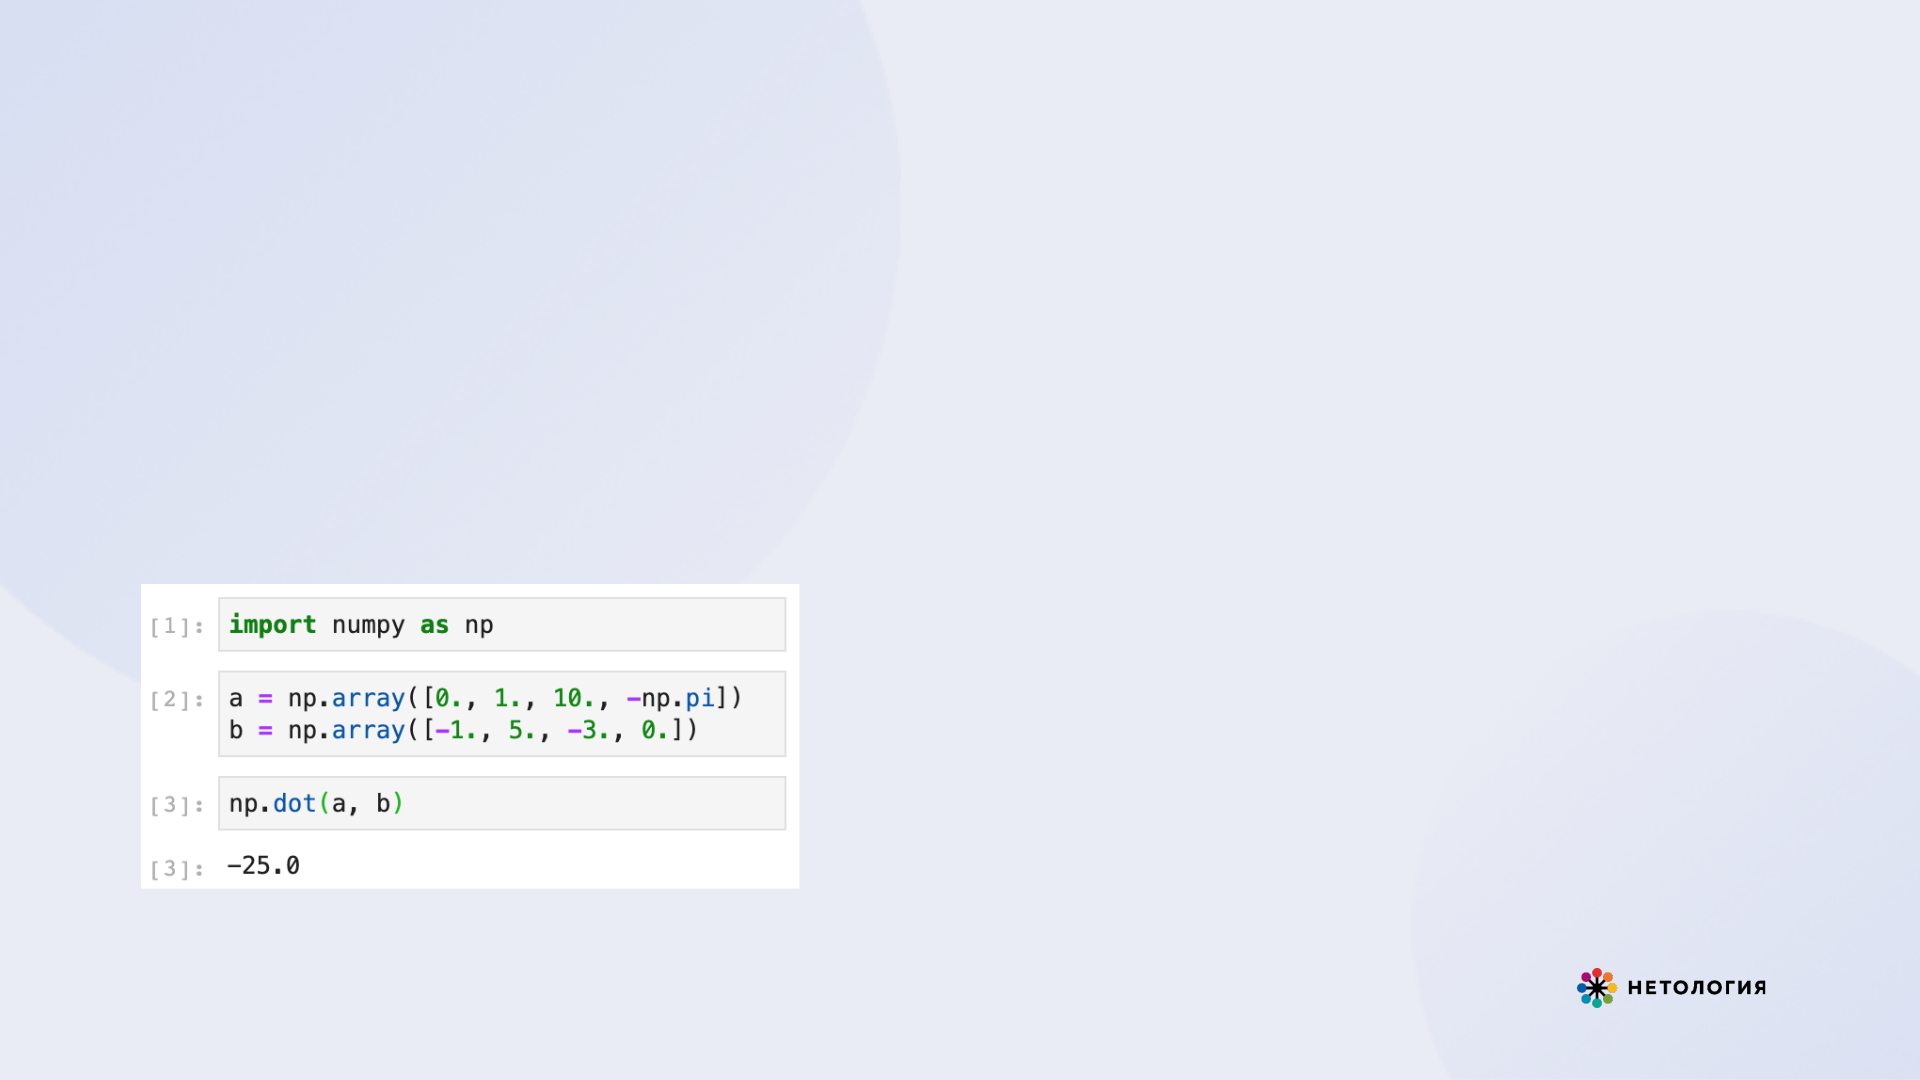 [1]: import numpy as np
[2]: a = np.array([0., 1., 10., -np.pi])
b = np.array([-1., 5., -3., 0.])
[3]: np.dot(a, b)
[3]: -25.0
НЕТОЛОГИЯ